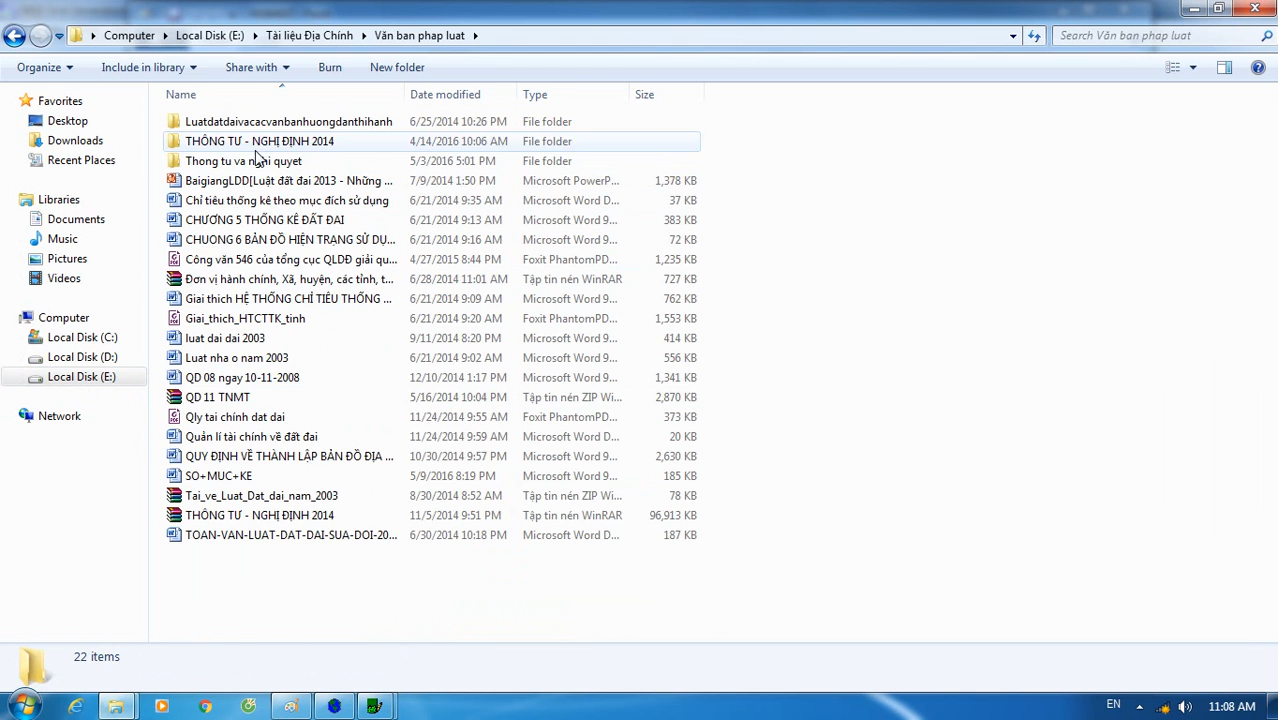 Computer Local Disk (E:) Tài liệu Địa Chính Văn ban phap luat Search Văn ban phap luat
Organize Include in library Share with Burn New folder
Name Date modified Type Size
Favorites
Desktop
Downloads
Recent Places
Libraries
Documents
Music
Pictures
Videos
Computer
Local Disk (C:)
Local Disk (D:)
Local Disk (E:)
Network
Luatdatdaivacacvanbanhuongdanthihanh 6/25/2014 10:26 PM File folder
THÔNG TƯ - NGHỊ ĐỊNH 2014 4/14/2016 10:06 AM File folder
Thong tu va nghi quyet 5/3/2016 5:01 PM File folder
BaigiangLDD[Luật đất đai 2013 - Những ... 7/9/2014 1:50 PM Microsoft PowerP... 1,378 KB
Chỉ tiêu thống kê theo mục đích sử dụng 6/21/2014 9:35 AM Microsoft Word D... 37 KB
CHƯƠNG 5 THỐNG KÊ ĐẤT ĐAI 6/21/2014 9:13 AM Microsoft Word 9... 383 KB
CHUONG 6 BẢN ĐỒ HIỆN TRẠNG SỬ DỤ... 6/21/2014 9:16 AM Microsoft Word 9... 72 KB
Công văn 546 của tổng cục QLDĐ giải qu... 4/27/2015 8:44 PM Foxit PhantomPD... 1,235 KB
Đơn vị hành chính, Xã, huyện, các tỉnh, t... 6/28/2014 11:01 AM Tập tin nén WinRAR 727 KB
Giai thich HỆ THỐNG CHỈ TIÊU THỐNG ... 6/21/2014 9:09 AM Microsoft Word 9... 762 KB
Giai_thich_HTCTTK_tinh 6/21/2014 9:20 AM Foxit PhantomPD... 1,553 KB
luat dai dai 2003 9/11/2014 8:20 PM Microsoft Word 9... 414 KB
Luat nha o nam 2003 6/21/2014 9:02 AM Microsoft Word 9... 556 KB
QD 08 ngay 10-11-2008 12/10/2014 1:17 PM Microsoft Word 9... 1,341 KB
QD 11 TNMT 5/16/2014 10:04 PM Tập tin nén ZIP Wi... 2,870 KB
Qly tai chính dat dai 11/24/2014 9:55 AM Foxit PhantomPD... 373 KB
Quản lí tài chính về đất đai 11/24/2014 9:59 AM Microsoft Word D... 20 KB
QUY ĐỊNH VỀ THÀNH LẬP BẢN ĐỒ ĐỊA ... 10/30/2014 9:57 PM Microsoft Word 9... 2,630 KB
SO+MUC+KE 5/9/2016 8:19 PM Microsoft Word 9... 185 KB
Tai_ve_Luat_Dat_dai_nam_2003 8/30/2014 8:52 AM Tập tin nén ZIP Wi... 78 KB
THÔNG TƯ - NGHỊ ĐỊNH 2014 11/5/2014 9:51 PM Tập tin nén WinRAR 96,913 KB
TOAN-VAN-LUAT-DAT-DAI-SUA-DOI-20... 6/30/2014 10:18 PM Microsoft Word D... 187 KB
22 items
EN 11:08 AM